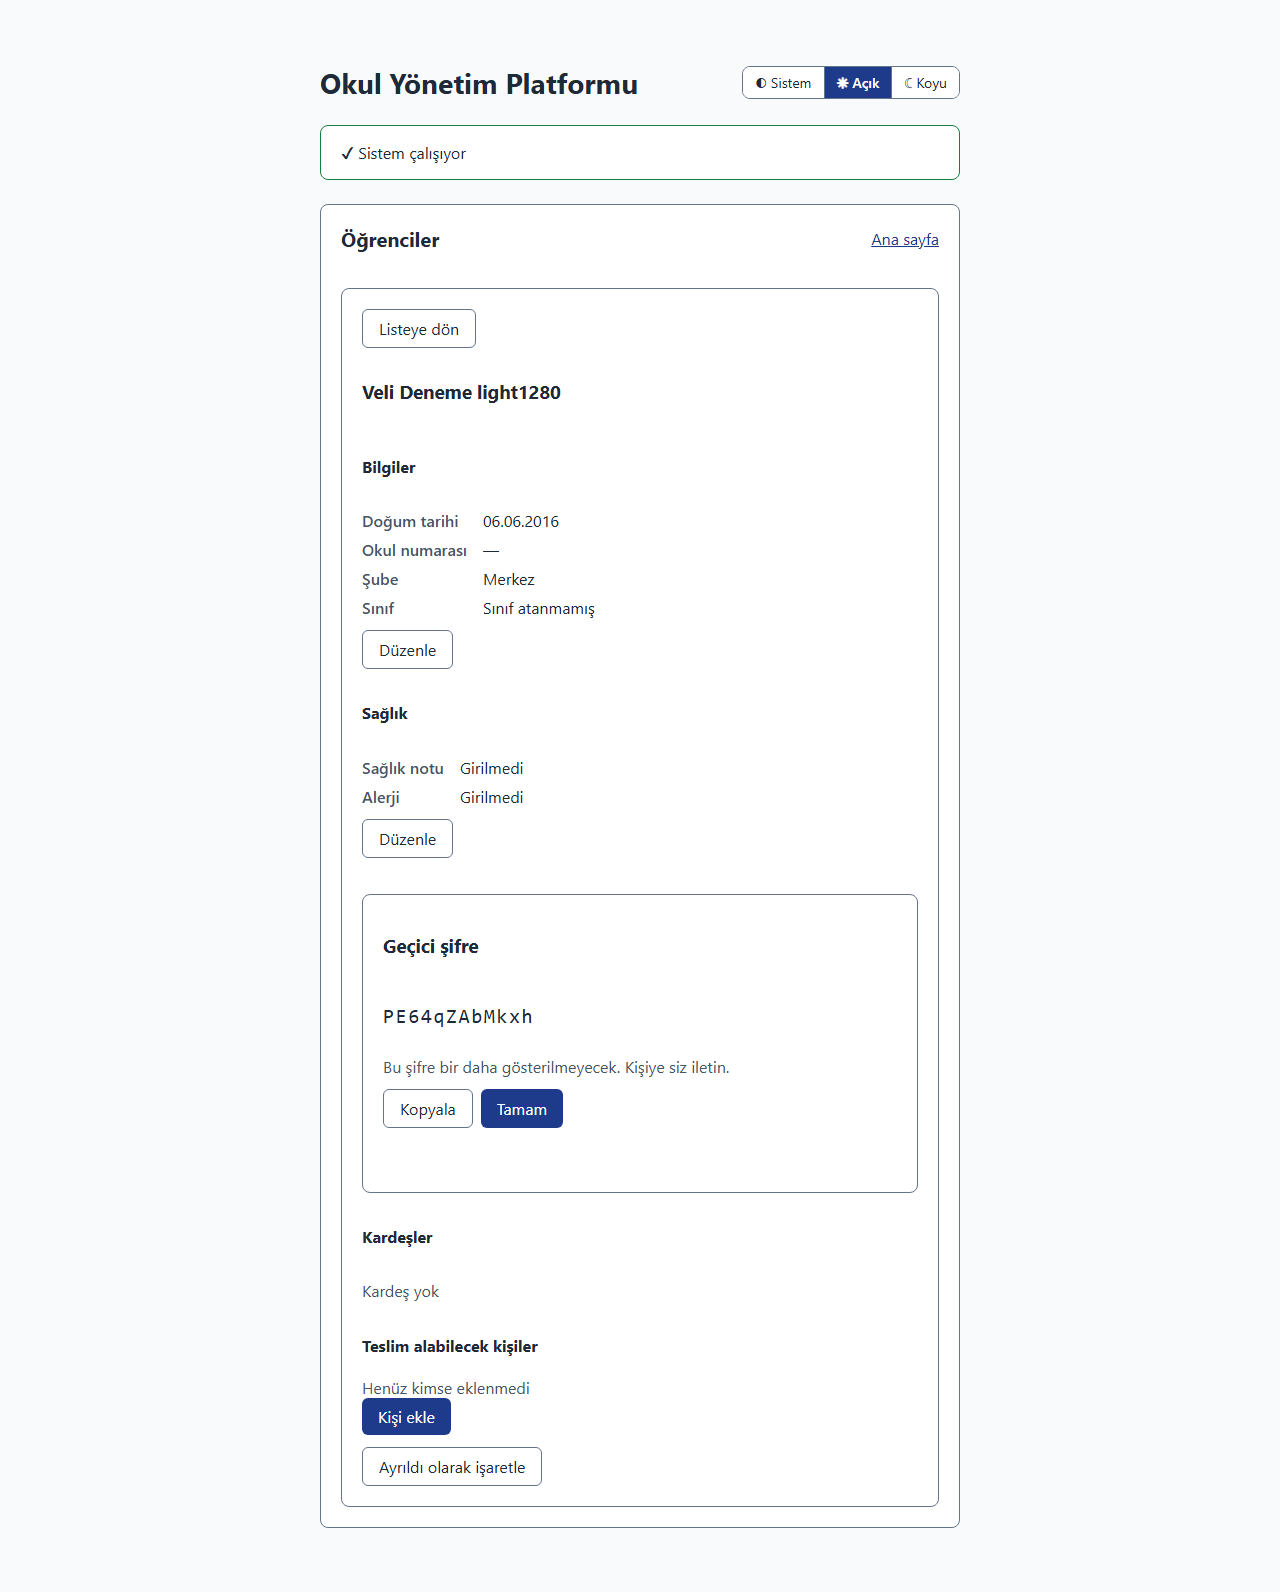 Okul Yönetim Platformu
◐ Sistem
❋ Açık
☾ Koyu
✓ Sistem çalışıyor
Öğrenciler
Ana sayfa
Listeye dön
Veli Deneme light1280
Bilgiler
Doğum tarihi 06.06.2016
Okul numarası —
Şube Merkez
Sınıf Sınıf atanmamış
Düzenle
Sağlık
Sağlık notu Girilmedi
Alerji Girilmedi
Düzenle
Geçici şifre
PE64qZAbMkxh
Bu şifre bir daha gösterilmeyecek. Kişiye siz iletin.
Kopyala
Tamam
Kardeşler
Kardeş yok
Teslim alabilecek kişiler
Henüz kimse eklenmedi
Kişi ekle
Ayrıldı olarak işaretle